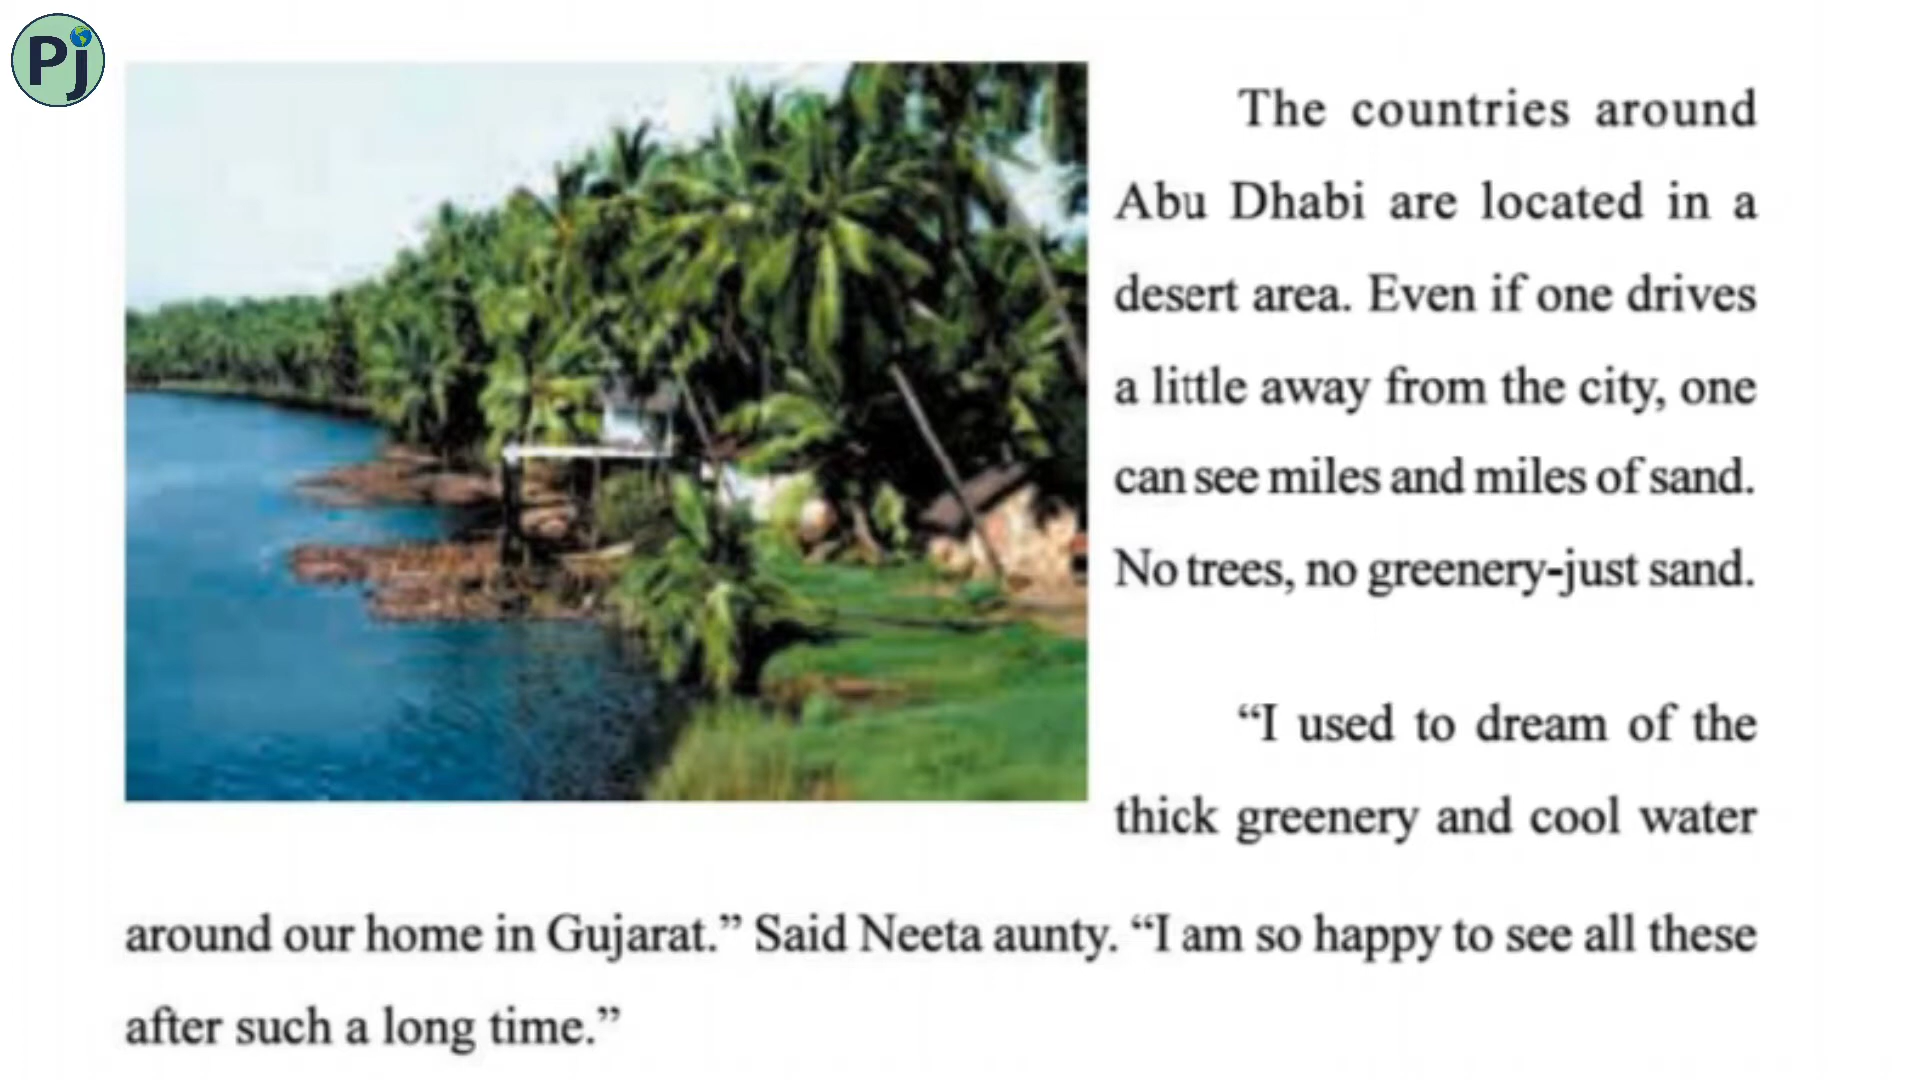 Pj
The countries around
Abu Dhabi are located in a
desert area. Even if one drives
a little away from the city, one
can see miles and miles of sand.
No trees, no greenery-just sand.
“I used to dream of the
thick greenery and cool water
around our home in Gujarat.” Said Neeta aunty. “I am so happy to see all these
after such a long time.”